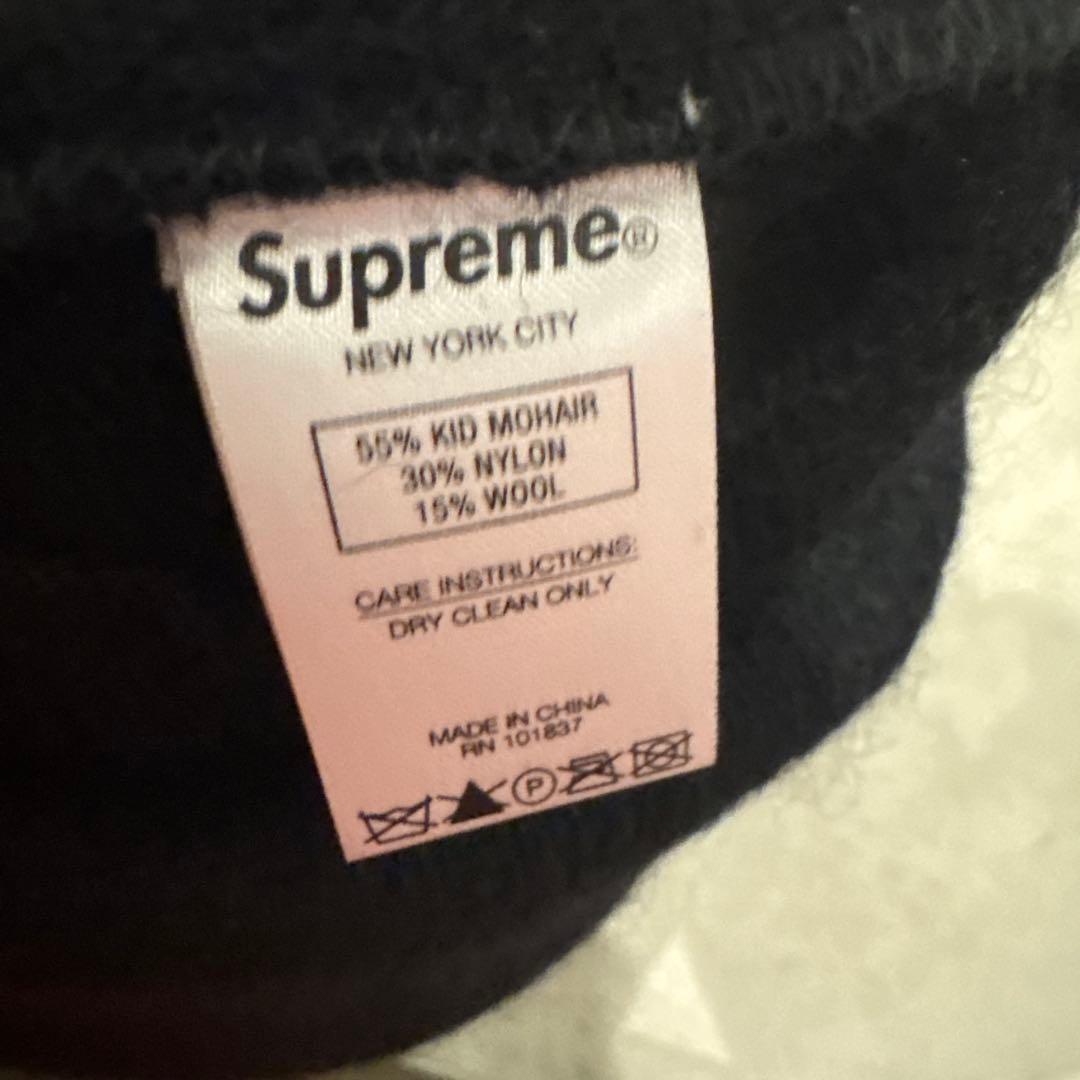 Supreme®
NEW YORK CITY
55% KID MOHAIR
30% NYLON
15% WOOL
CARE INSTRUCTIONS:
DRY CLEAN ONLY
MADE IN CHINA
RN 101837
P